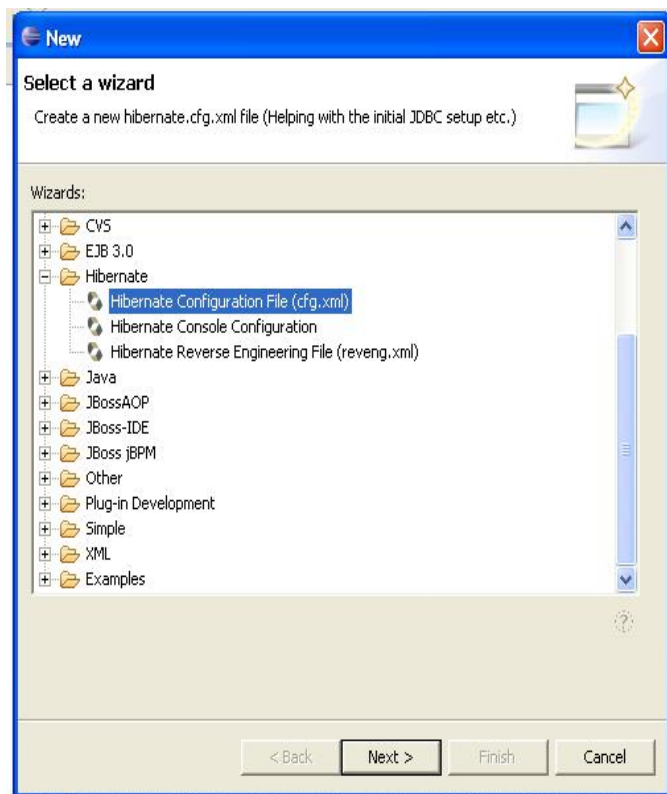 New
Select a wizard
Create a new hibernate.cfg.xml file (Helping with the initial JDBC setup etc.)
Wizards:
CVS
EJB 3.0
Hibernate
Hibernate Configuration File (cfg.xml)
Hibernate Console Configuration
Hibernate Reverse Engineering File (reveng.xml)
Java
JBossAOP
JBoss-IDE
JBoss jBPM
Other
Plug-in Development
Simple
XML
Examples
?
< Back Next > Finish Cancel